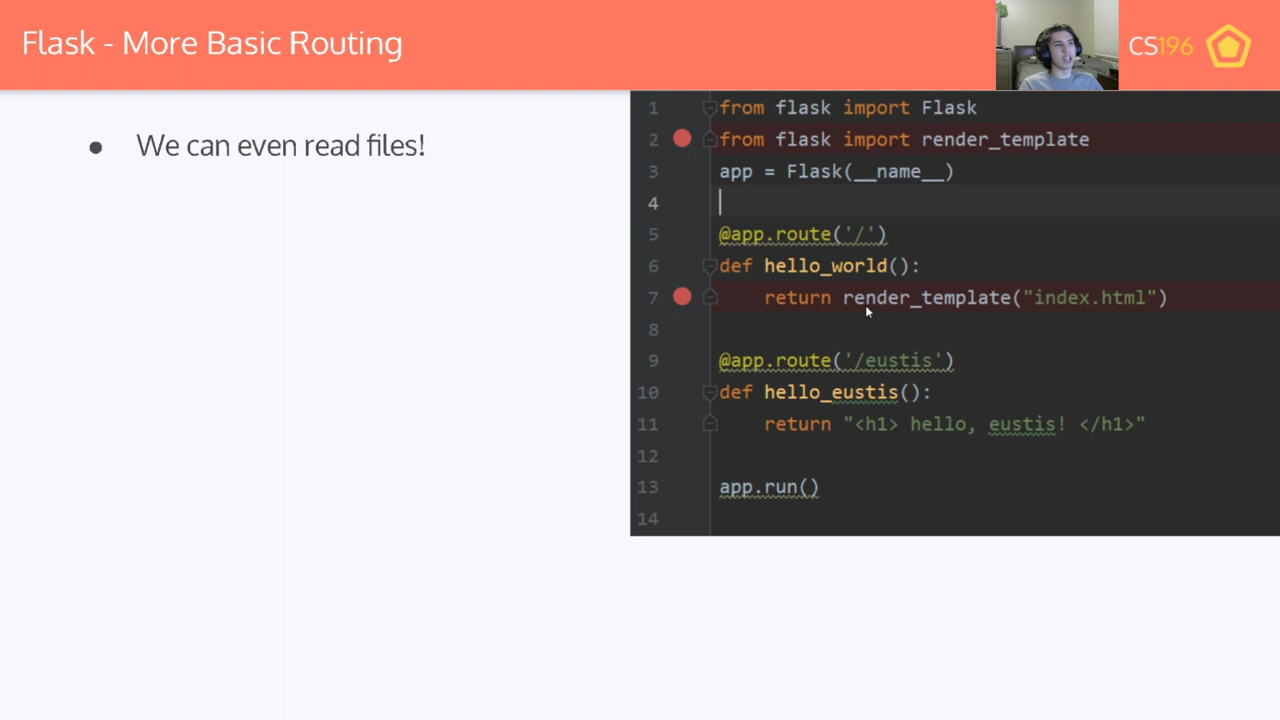 Flask - More Basic Routing
CS196
● We can even read files!
1 from flask import Flask
2 from flask import render_template
3 app = Flask(__name__)
4
5 @app.route('/')
6 def hello_world():
7     return render_template("index.html")
8
9 @app.route('/eustis')
10 def hello_eustis():
11     return "<h1> hello, eustis! </h1>"
12
13 app.run()
14